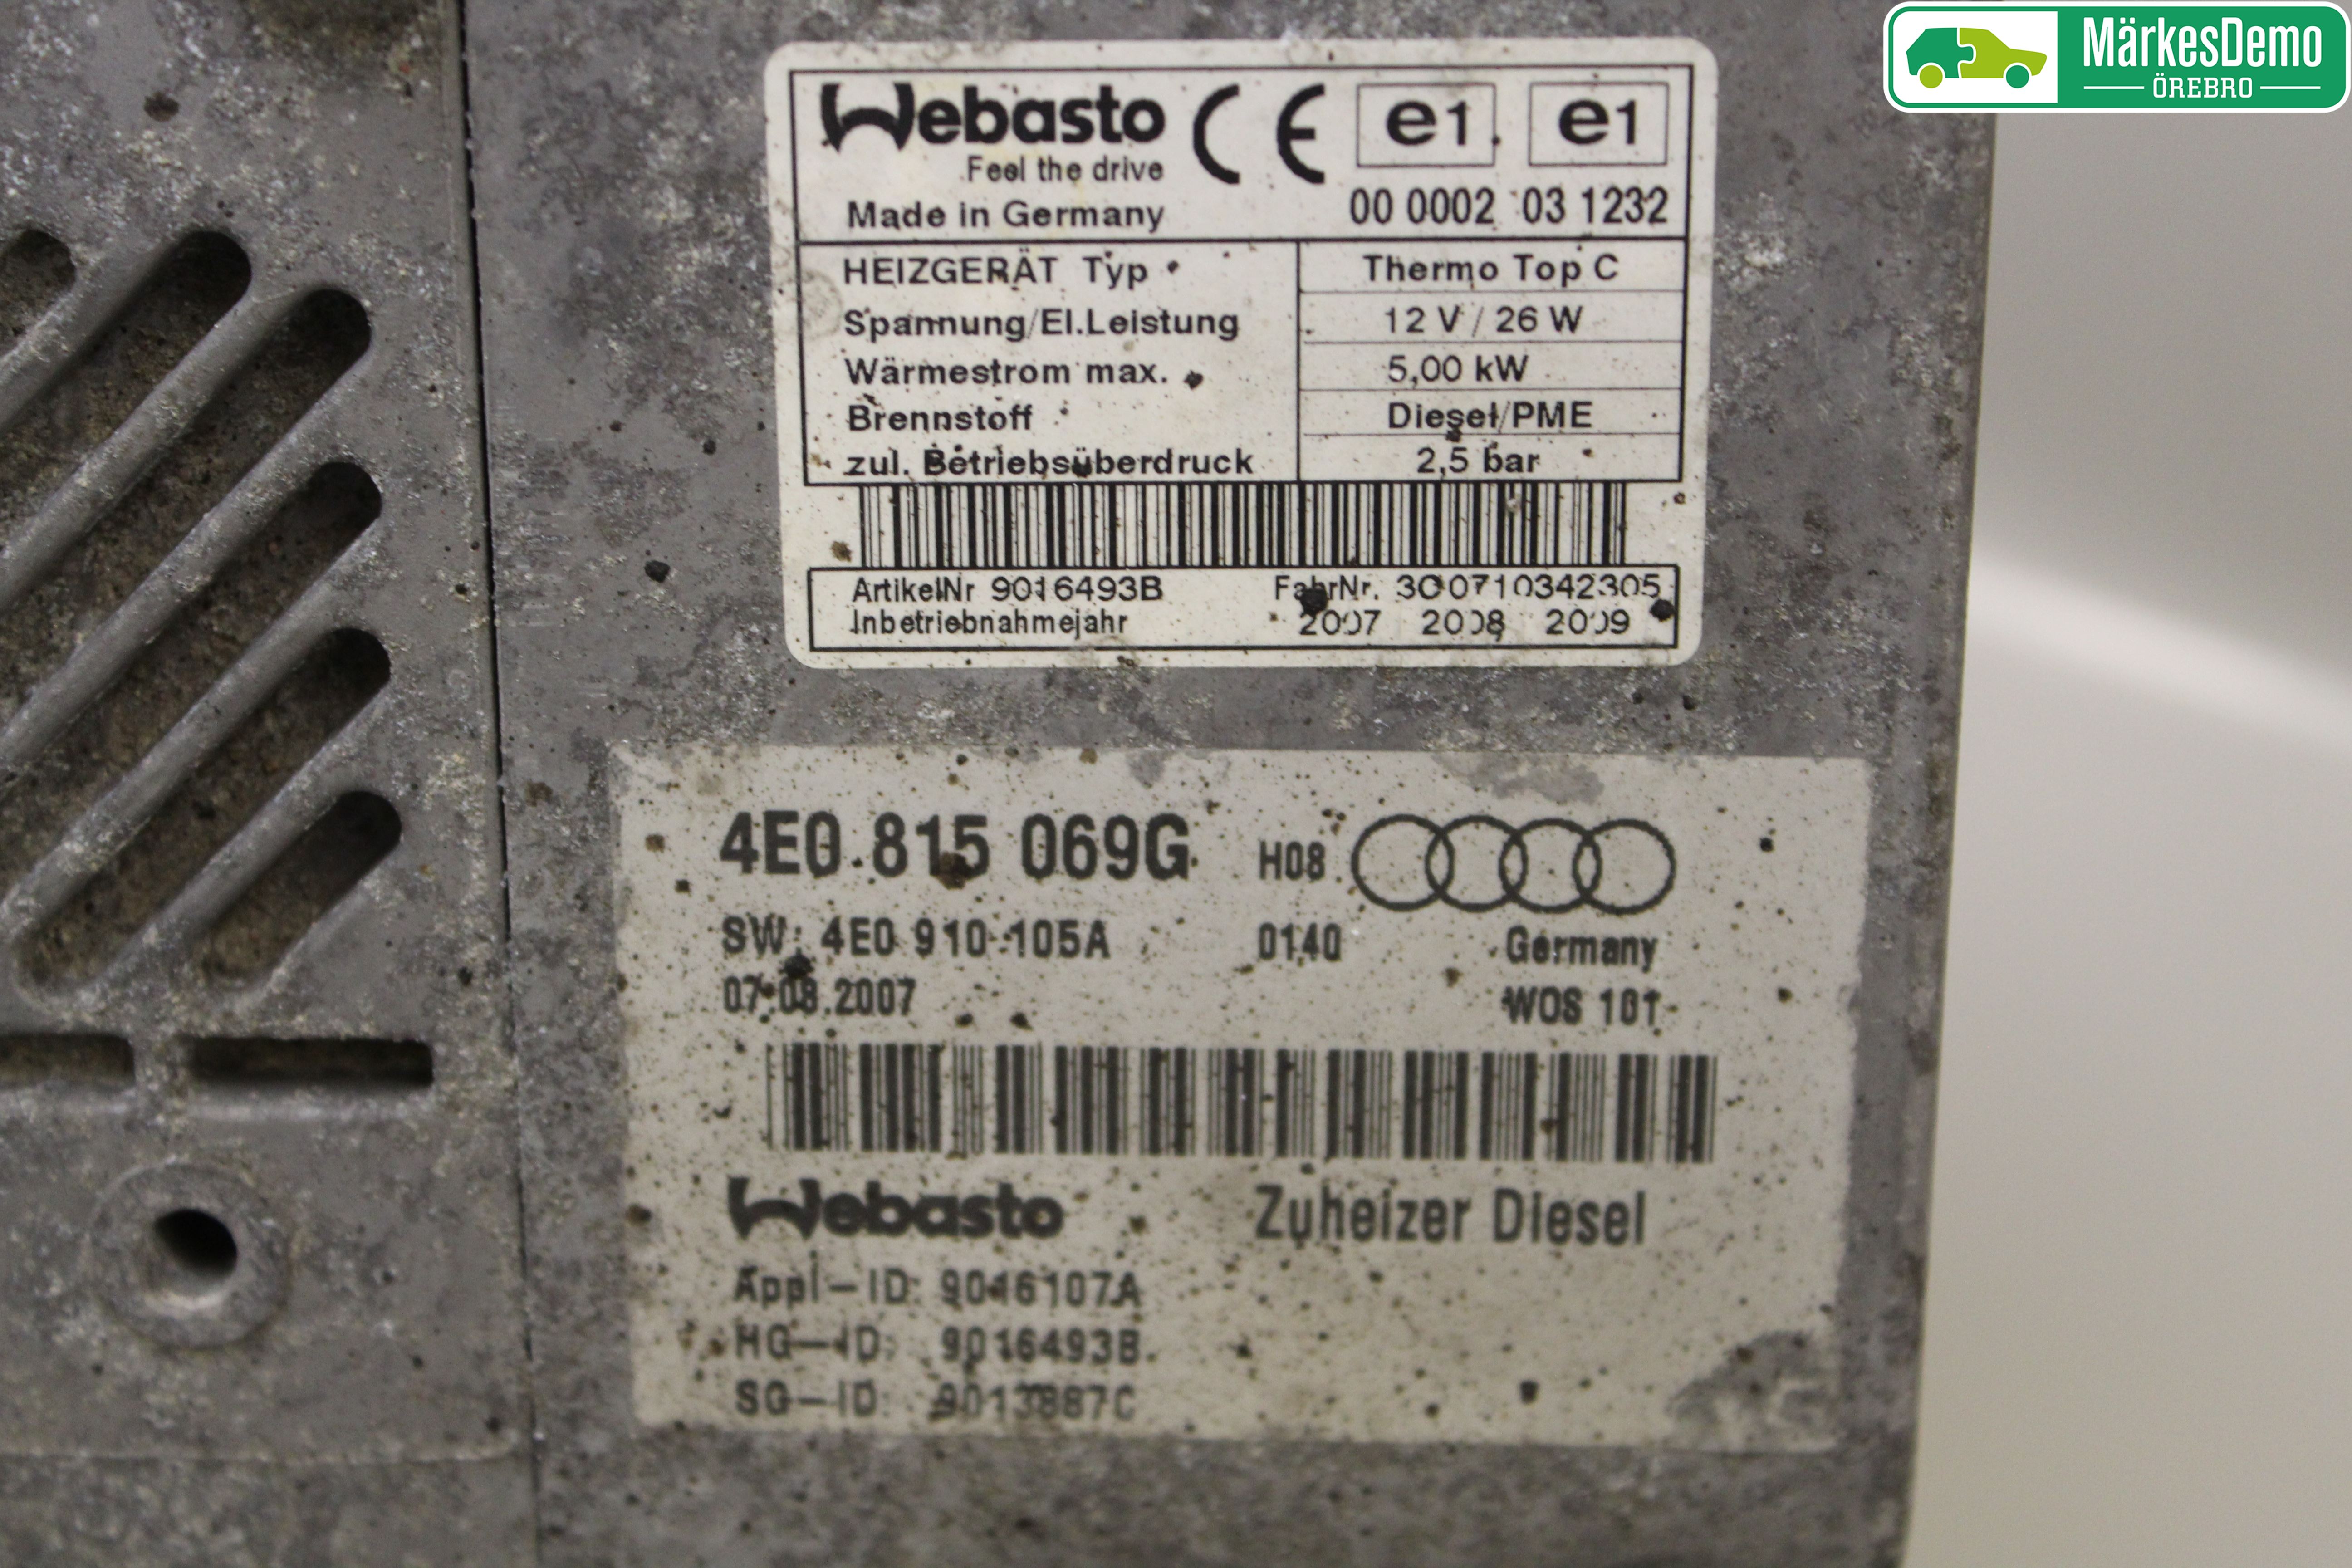 MärkesDemo
ÖREBRO
Webasto
Feel the drive
Made in Germany
CE e1 e1
00 0002 03 1232
HEIZGERÄT Typ Thermo Top C
Spannung/El.Leistung 12 V / 26 W
Wärmestrom max. 5,00 kW
Brennstoff Diesel/PME
zul. Betriebsüberdruck 2,5 bar
ArtikelNr 9016493B FabrNr. 300710342305
Inbetriebnahmejahr 2007 2008 2009
4E0 815 069G H08
SW: 4E0 910 105A 0140 Germany
07.08.2007 WOS 101
Webasto Zuheizer Diesel
Appl-ID: 9016107A
HG-ID: 9016493B
SG-ID: 9013887C